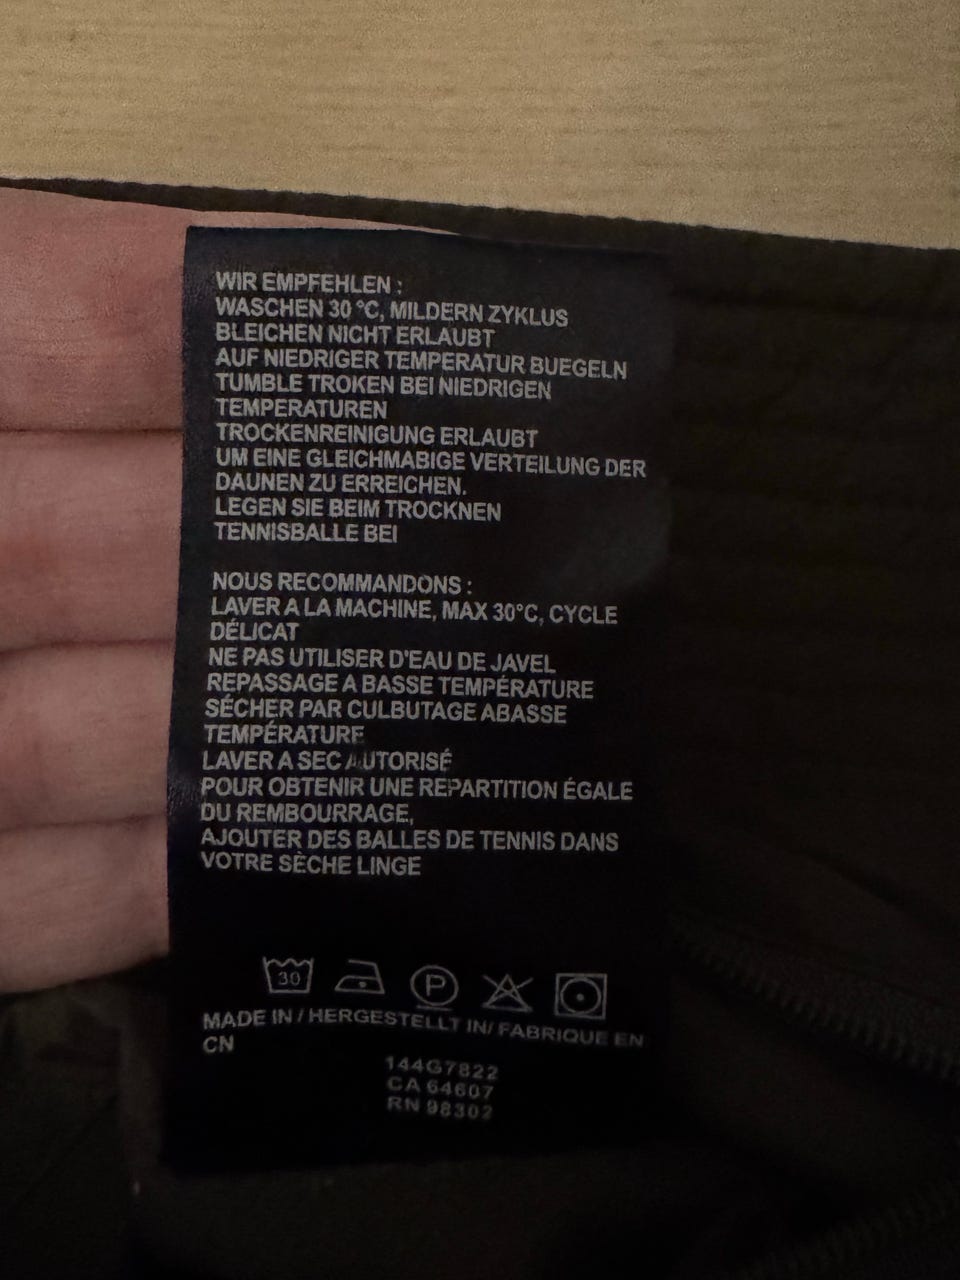 WIR EMPFEHLEN :
WASCHEN 30 °C, MILDERN ZYKLUS
BLEICHEN NICHT ERLAUBT
AUF NIEDRIGER TEMPERATUR BUEGELN
TUMBLE TROKEN BEI NIEDRIGEN
TEMPERATUREN
TROCKENREINIGUNG ERLAUBT
UM EINE GLEICHMABIGE VERTEILUNG DER
DAUNEN ZU ERREICHEN.
LEGEN SIE BEIM TROCKNEN
TENNISBALLE BEI
NOUS RECOMMANDONS :
LAVER A LA MACHINE, MAX 30°C, CYCLE
DÉLICAT
NE PAS UTILISER D'EAU DE JAVEL
REPASSAGE A BASSE TEMPÉRATURE
SÉCHER PAR CULBUTAGE ABASSE
TEMPÉRATURE
LAVER A SEC AUTORISÉ
POUR OBTENIR UNE REPARTITION ÉGALE
DU REMBOURRAGE,
AJOUTER DES BALLES DE TENNIS DANS
VOTRE SÈCHE LINGE
30 P
MADE IN / HERGESTELLT IN/ FABRIQUE EN
CN
144G7822
CA 64607
RN 98302